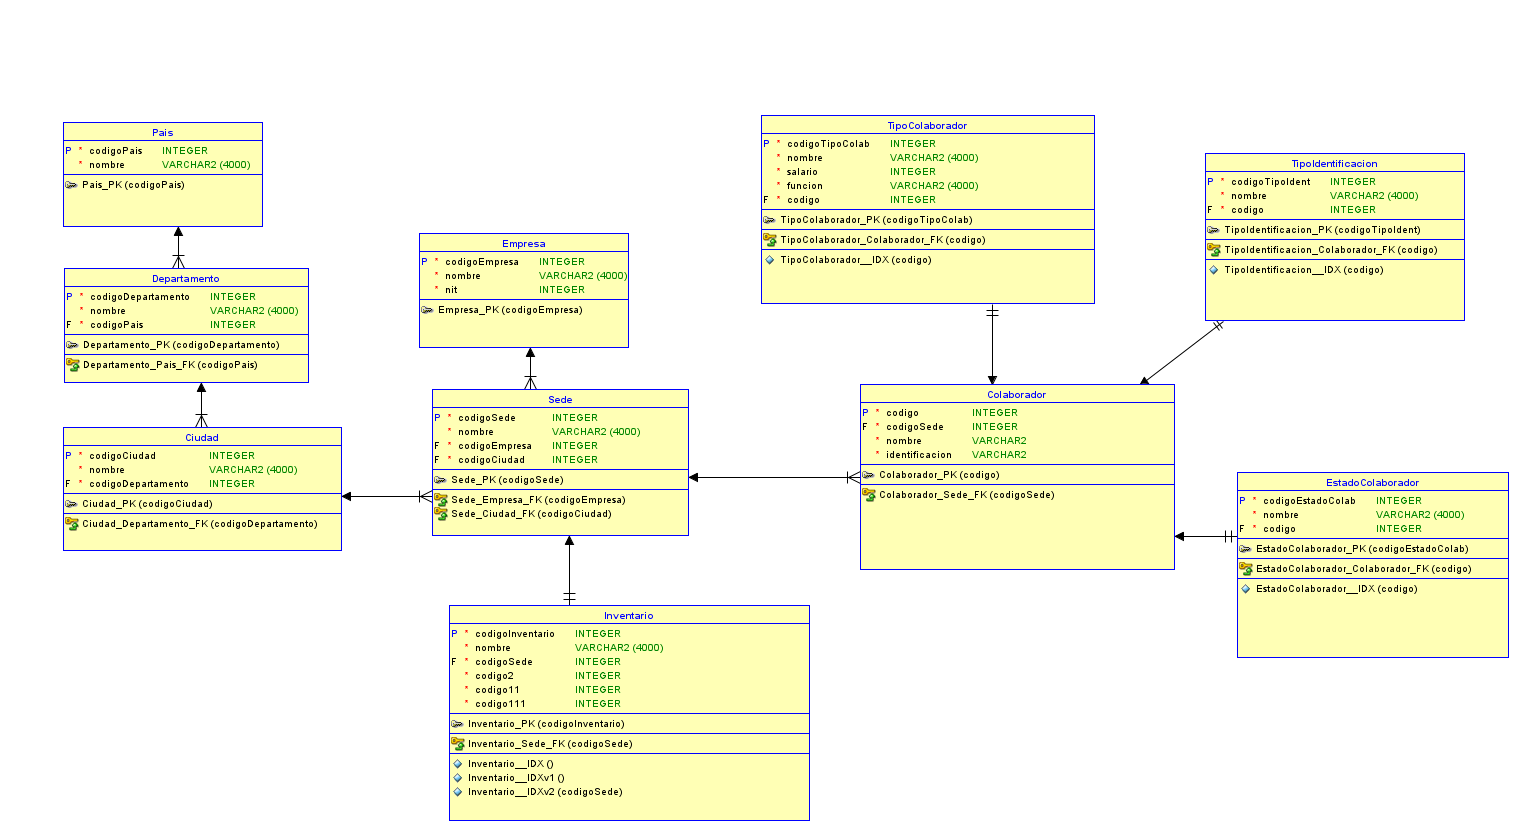 Pais
P * codigoPais INTEGER
* nombre VARCHAR2 (4000)
Pais_PK (codigoPais)
Departamento
P * codigoDepartamento INTEGER
* nombre VARCHAR2 (4000)
F * codigoPais INTEGER
Departamento_PK (codigoDepartamento)
Departamento_Pais_FK (codigoPais)
Ciudad
P * codigoCiudad INTEGER
* nombre VARCHAR2 (4000)
F * codigoDepartamento INTEGER
Ciudad_PK (codigoCiudad)
Ciudad_Departamento_FK (codigoDepartamento)
Empresa
P * codigoEmpresa INTEGER
* nombre VARCHAR2 (4000)
* nit INTEGER
Empresa_PK (codigoEmpresa)
Sede
P * codigoSede INTEGER
* nombre VARCHAR2 (4000)
F * codigoEmpresa INTEGER
F * codigoCiudad INTEGER
Sede_PK (codigoSede)
Sede_Empresa_FK (codigoEmpresa)
Sede_Ciudad_FK (codigoCiudad)
Inventario
P * codigoInventario INTEGER
* nombre VARCHAR2 (4000)
F * codigoSede INTEGER
* codigo2 INTEGER
* codigo11 INTEGER
* codigo111 INTEGER
Inventario_PK (codigoInventario)
Inventario_Sede_FK (codigoSede)
Inventario__IDX ()
Inventario__IDXv1 ()
Inventario__IDXv2 (codigoSede)
TipoColaborador
P * codigoTipoColab INTEGER
* nombre VARCHAR2 (4000)
* salario INTEGER
* funcion VARCHAR2 (4000)
F * codigo INTEGER
TipoColaborador_PK (codigoTipoColab)
TipoColaborador_Colaborador_FK (codigo)
TipoColaborador__IDX (codigo)
TipoIdentificacion
P * codigoTipoIdent INTEGER
* nombre VARCHAR2 (4000)
F * codigo INTEGER
TipoIdentificacion_PK (codigoTipoIdent)
TipoIdentificacion_Colaborador_FK (codigo)
TipoIdentificacion__IDX (codigo)
Colaborador
P * codigo INTEGER
F * codigoSede INTEGER
* nombre VARCHAR2
* identificacion VARCHAR2
Colaborador_PK (codigo)
Colaborador_Sede_FK (codigoSede)
EstadoColaborador
P * codigoEstadoColab INTEGER
* nombre VARCHAR2 (4000)
F * codigo INTEGER
EstadoColaborador_PK (codigoEstadoColab)
EstadoColaborador_Colaborador_FK (codigo)
EstadoColaborador__IDX (codigo)